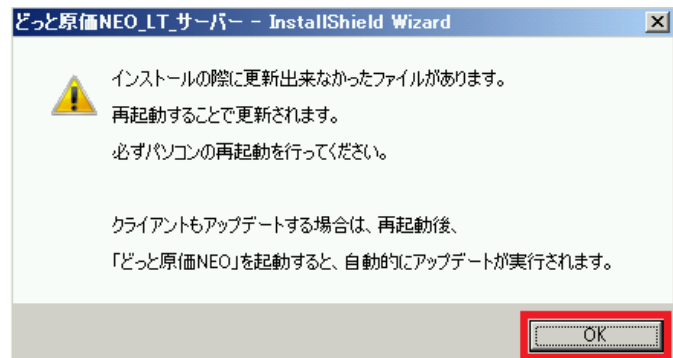 どっと原価NEO_LT_サーバー - InstallShield Wizard
インストールの際に更新出来なかったファイルがあります。
再起動することで更新されます。
必ずパソコンの再起動を行ってください。
クライアントもアップデートする場合は、再起動後、
「どっと原価NEO」を起動すると、自動的にアップデートが実行されます。
OK